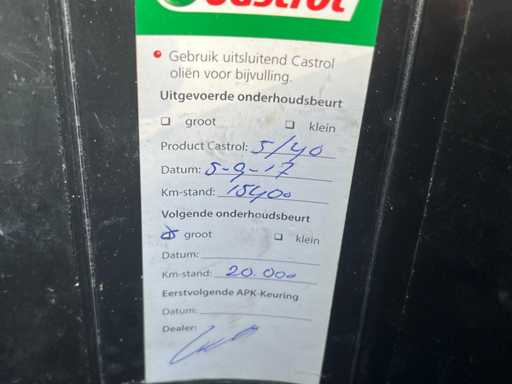 Castrol
• Gebruik uitsluitend Castrol
oliën voor bijvulling.
Uitgevoerde onderhoudsbeurt
☐ groot ☐ klein
Product Castrol: 5/40
Datum: 5-9-17
Km-stand: 15400
Volgende onderhoudsbeurt
☒ groot ☐ klein
Datum:
Km-stand: 20.000
Eerstvolgende APK-Keuring
Datum:
Dealer: